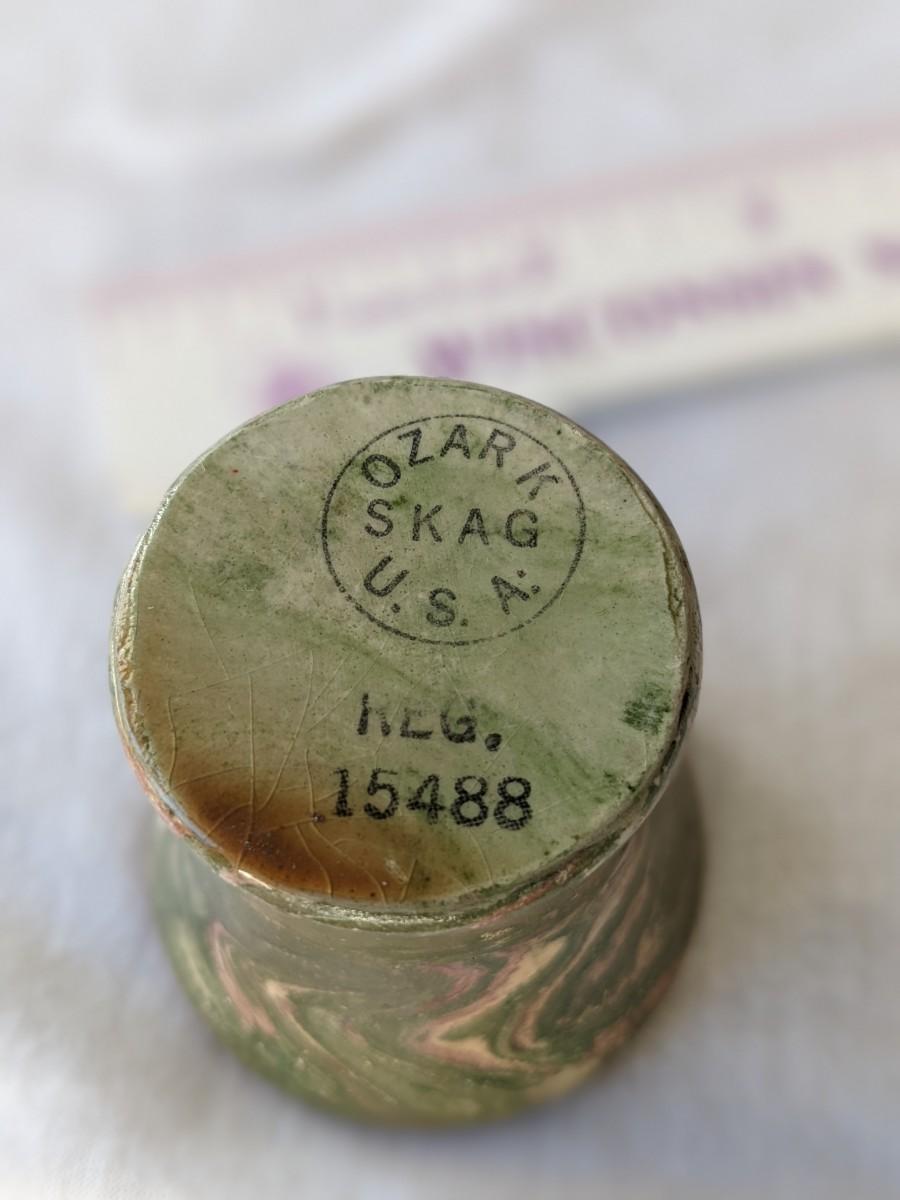 OZARK
SKAG
U.S.A.
REG.
15488